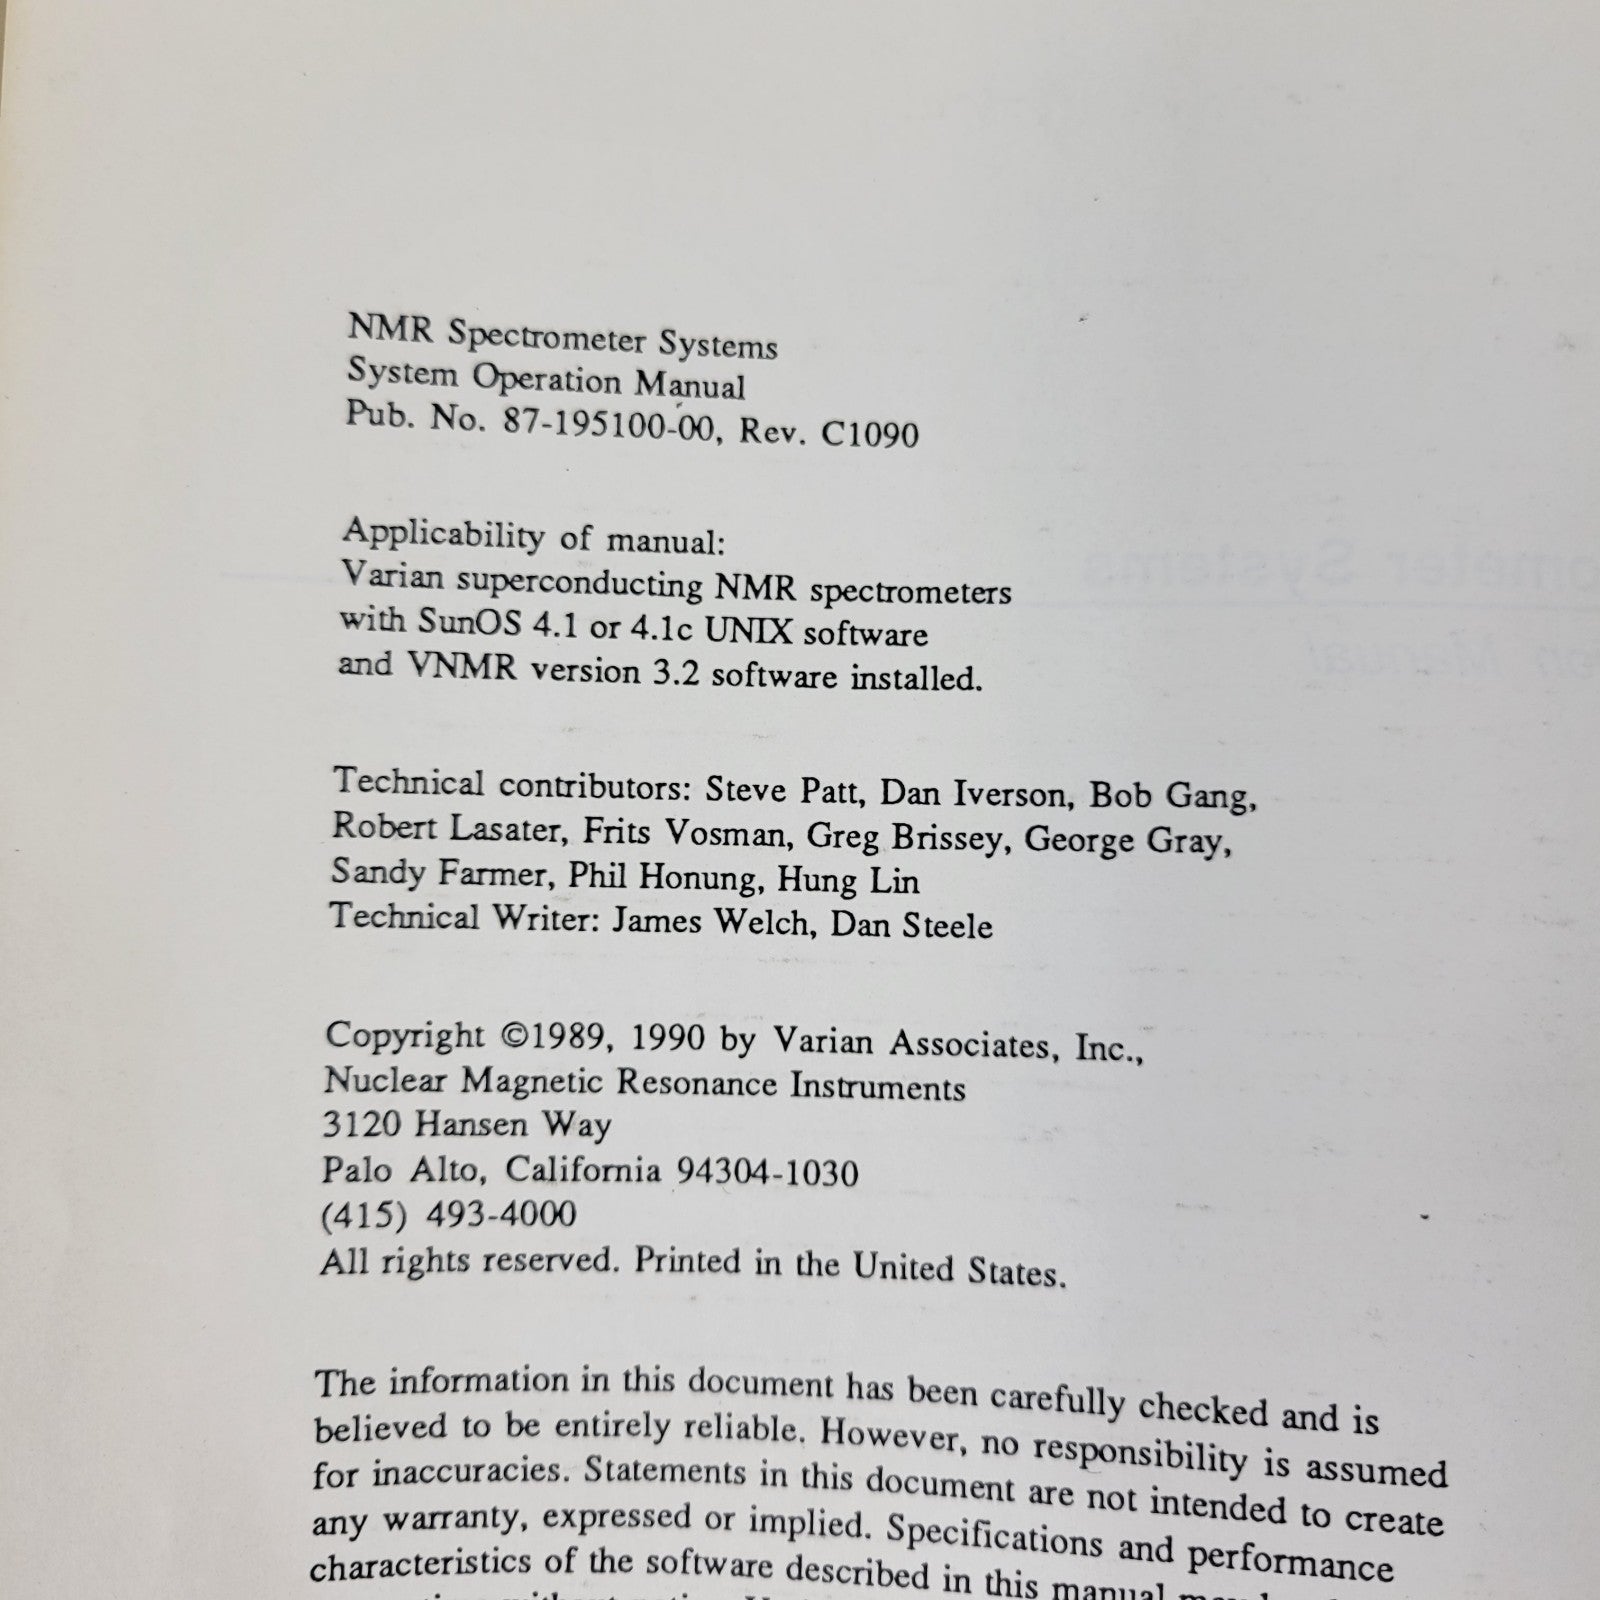 NMR Spectrometer Systems
System Operation Manual
Pub. No. 87-195100-00, Rev. C1090
Applicability of manual:
Varian superconducting NMR spectrometers
with SunOS 4.1 or 4.1c UNIX software
and VNMR version 3.2 software installed.
Technical contributors: Steve Patt, Dan Iverson, Bob Gang,
Robert Lasater, Frits Vosman, Greg Brissey, George Gray,
Sandy Farmer, Phil Honung, Hung Lin
Technical Writer: James Welch, Dan Steele
Copyright ©1989, 1990 by Varian Associates, Inc.,
Nuclear Magnetic Resonance Instruments
3120 Hansen Way
Palo Alto, California 94304-1030
(415) 493-4000
All rights reserved. Printed in the United States.
The information in this document has been carefully checked and is
believed to be entirely reliable. However, no responsibility is assumed
for inaccuracies. Statements in this document are not intended to create
any warranty, expressed or implied. Specifications and performance
characteristics of the software described in this manual